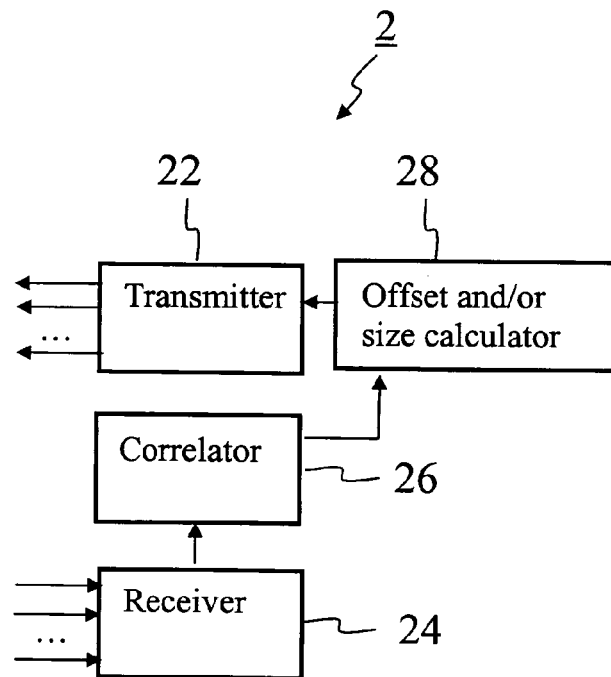 2
22
28
Transmitter
Offset and/or
size calculator
...
Correlator
26
Receiver
...
24